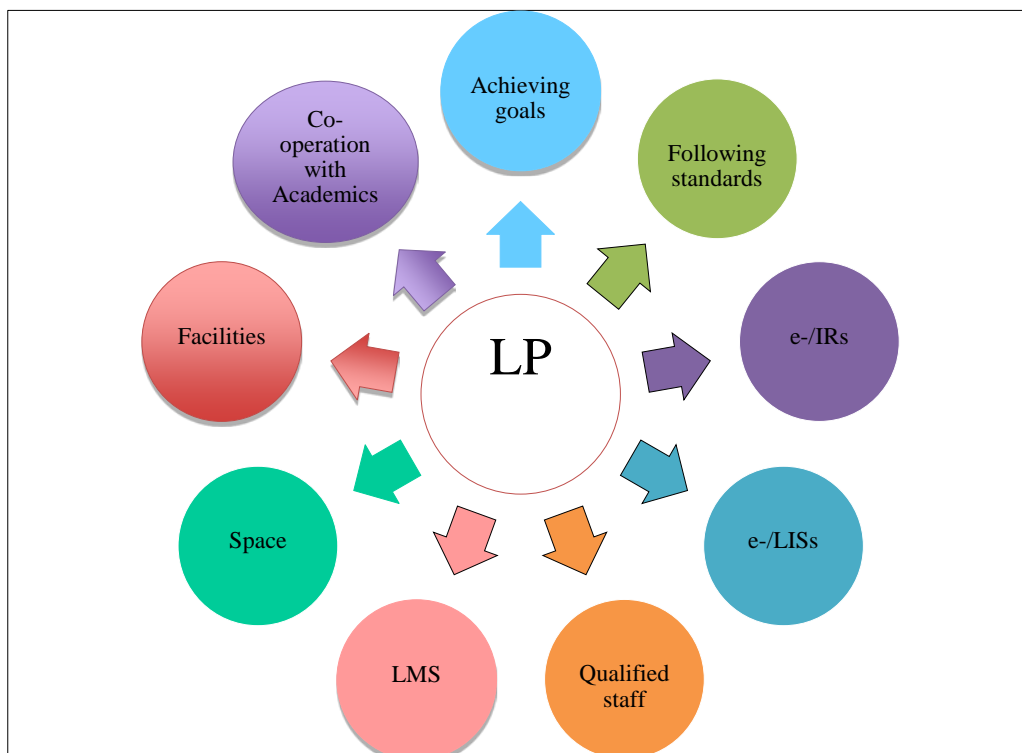 Achieving
goals
Following
standards
e-/IRs
e-/LISs
Qualified
staff
LMS
Space
Facilities
Co-
operation
with
Academics
LP